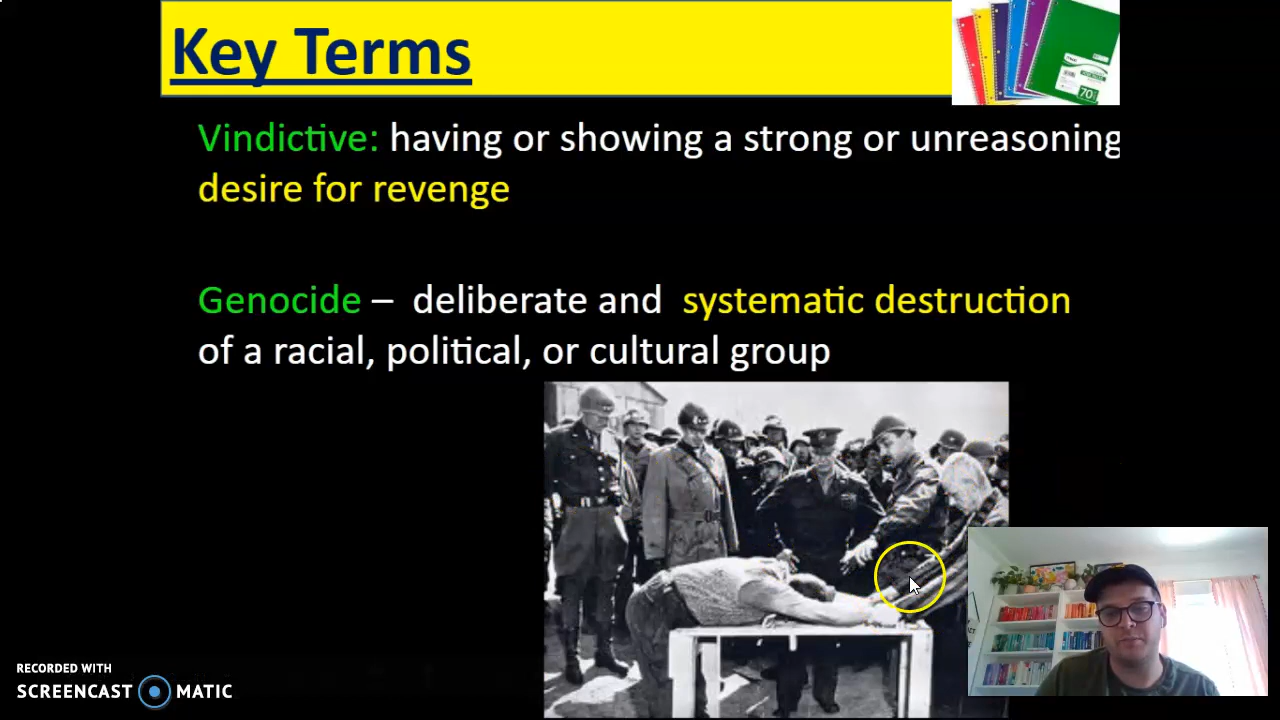 Key Terms
70
Vindictive: having or showing a strong or unreasoning
desire for revenge
Genocide – deliberate and systematic destruction
of a racial, political, or cultural group
RECORDED WITH
SCREENCAST MATIC